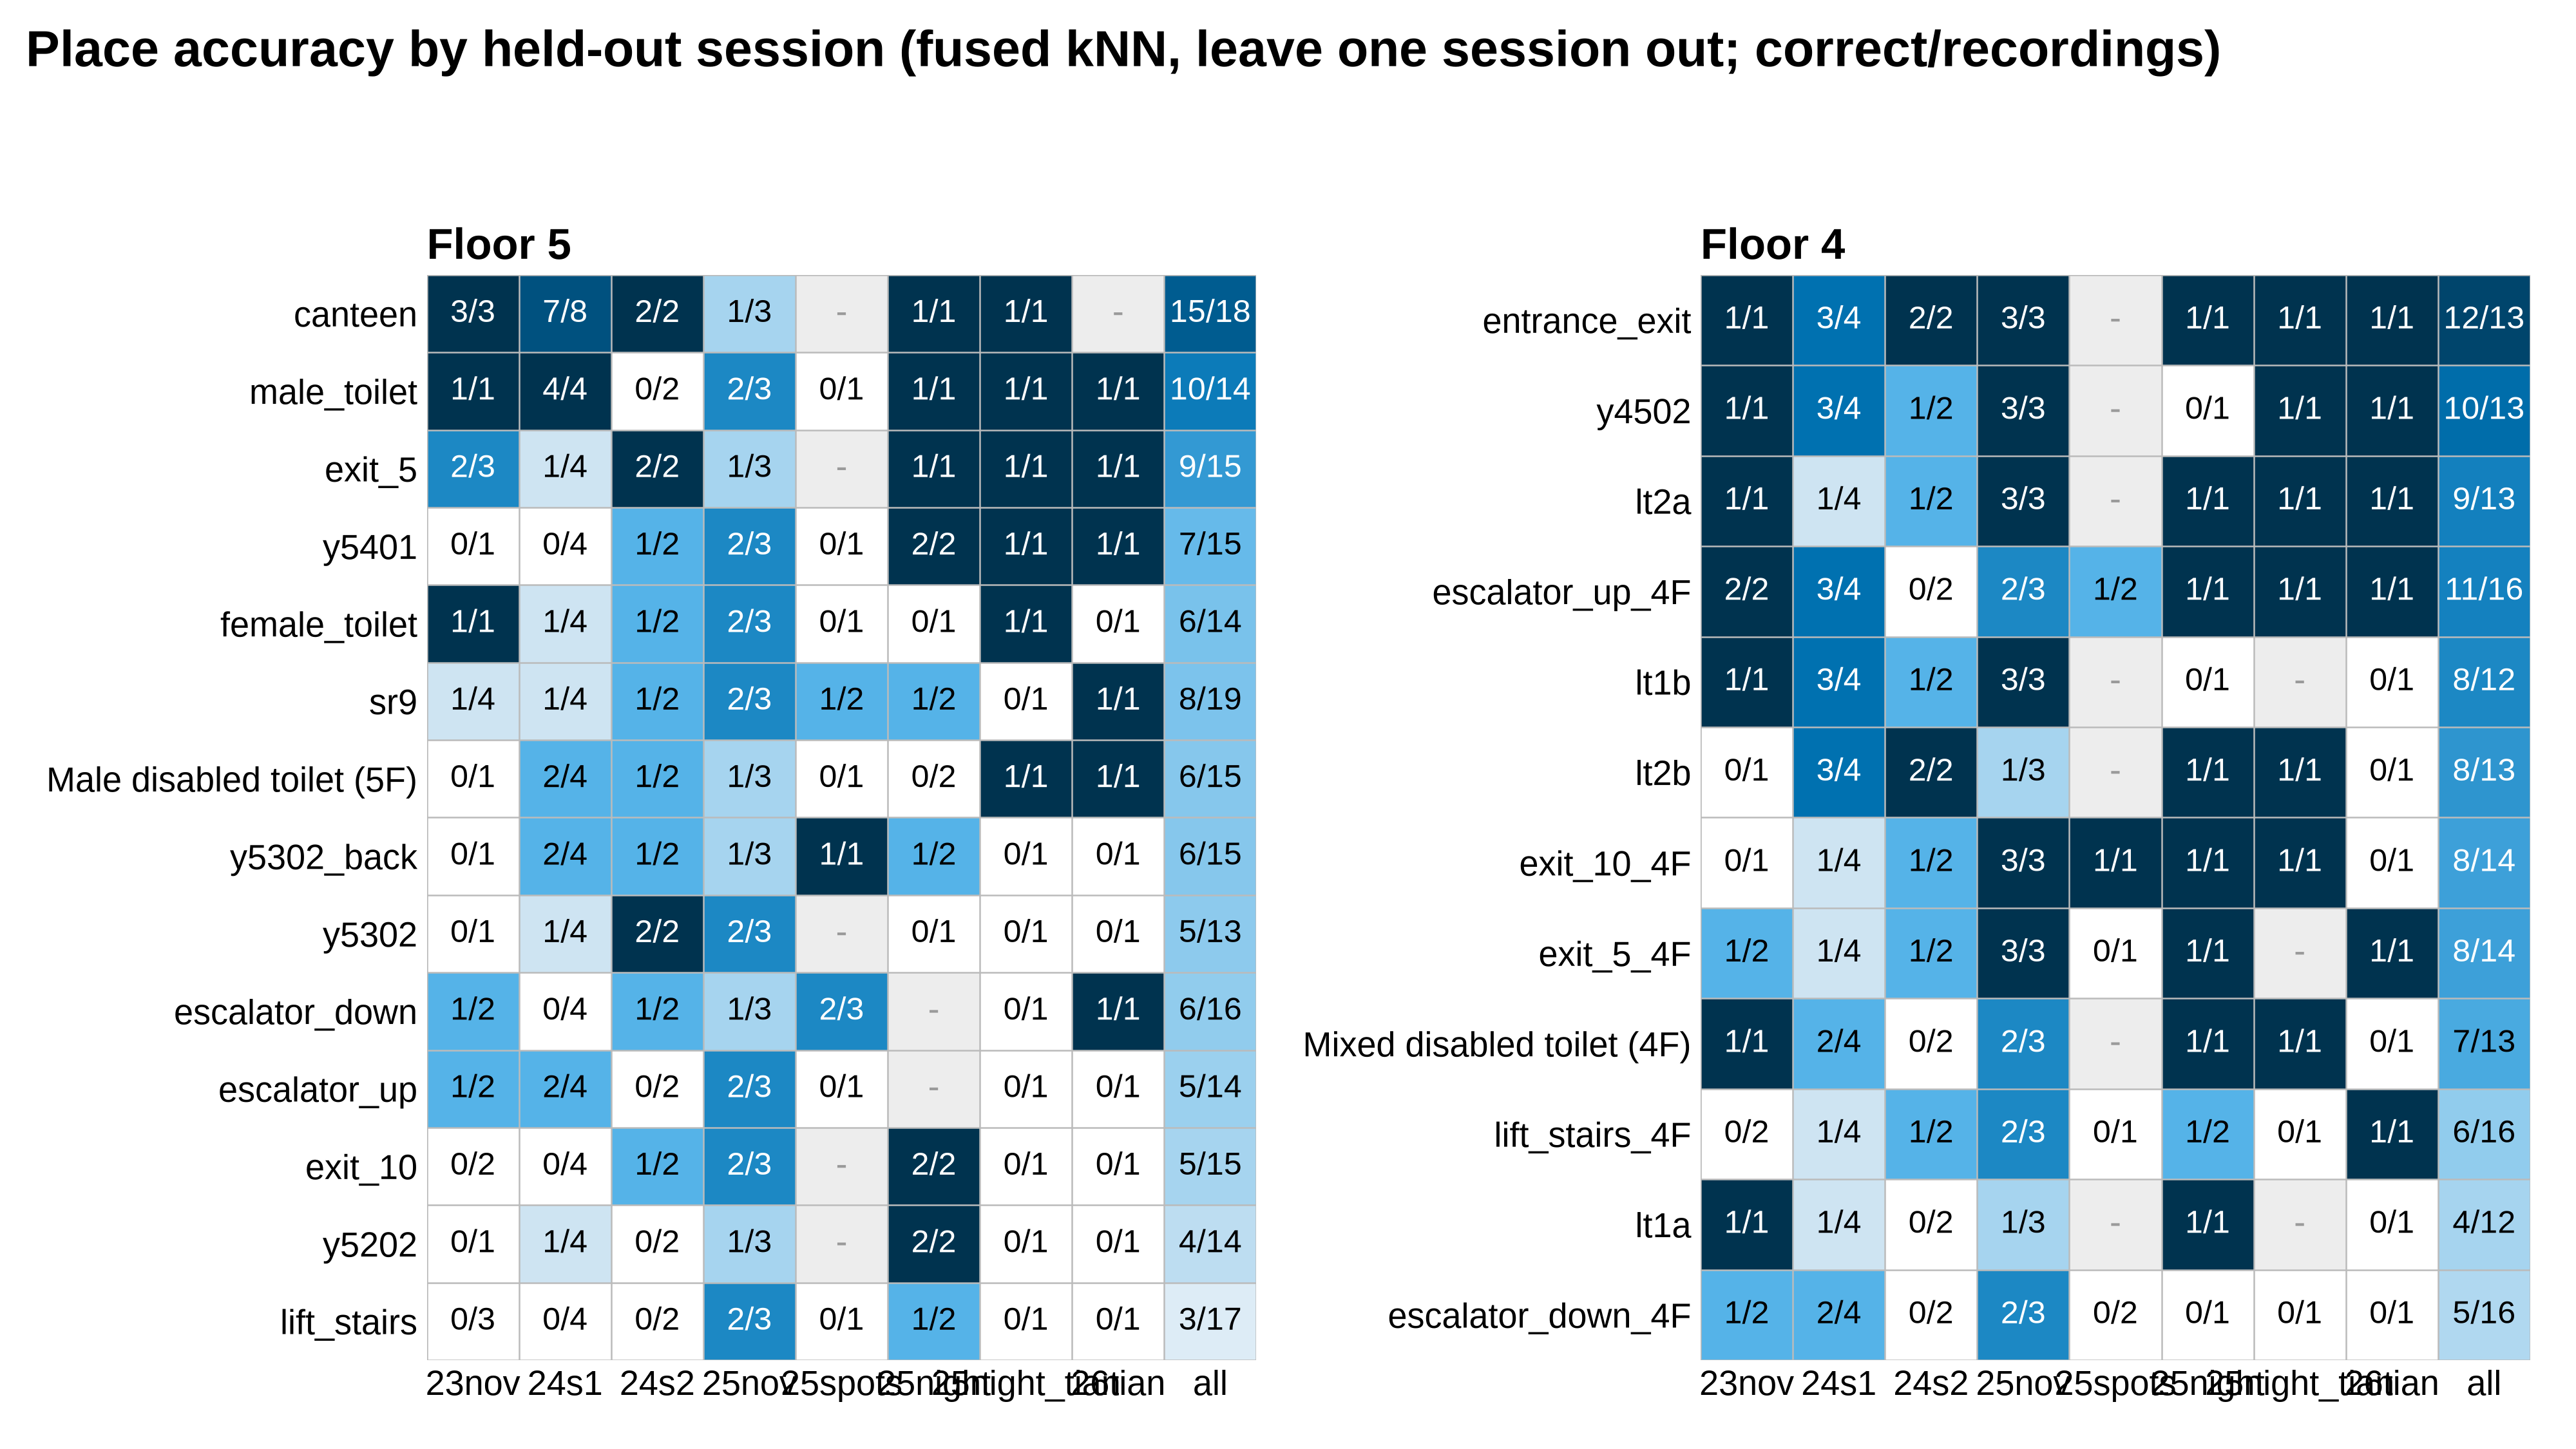 Place accuracy by held-out session (fused kNN, leave one session out; correct/recordings)
Floor 5
canteen 3/3 7/8 2/2 1/3 - 1/1 1/1 - 15/18
male_toilet 1/1 4/4 0/2 2/3 0/1 1/1 1/1 1/1 10/14
exit_5 2/3 1/4 2/2 1/3 - 1/1 1/1 1/1 9/15
y5401 0/1 0/4 1/2 2/3 0/1 2/2 1/1 1/1 7/15
female_toilet 1/1 1/4 1/2 2/3 0/1 0/1 1/1 0/1 6/14
sr9 1/4 1/4 1/2 2/3 1/2 1/2 0/1 1/1 8/19
Male disabled toilet (5F) 0/1 2/4 1/2 1/3 0/1 0/2 1/1 1/1 6/15
y5302_back 0/1 2/4 1/2 1/3 1/1 1/2 0/1 0/1 6/15
y5302 0/1 1/4 2/2 2/3 - 0/1 0/1 0/1 5/13
escalator_down 1/2 0/4 1/2 1/3 2/3 - 0/1 1/1 6/16
escalator_up 1/2 2/4 0/2 2/3 0/1 - 0/1 0/1 5/14
exit_10 0/2 0/4 1/2 2/3 - 2/2 0/1 0/1 5/15
y5202 0/1 1/4 0/2 1/3 - 2/2 0/1 0/1 4/14
lift_stairs 0/3 0/4 0/2 2/3 0/1 1/2 0/1 0/1 3/17
23nov 24s1 24s2 25nov 25spots 25night all
Floor 4
entrance_exit 1/1 3/4 2/2 3/3 - 1/1 1/1 1/1 12/13
y4502 1/1 3/4 1/2 3/3 - 0/1 1/1 1/1 10/13
lt2a 1/1 1/4 1/2 3/3 - 1/1 1/1 1/1 9/13
escalator_up_4F 2/2 3/4 0/2 2/3 1/2 1/1 1/1 1/1 11/16
lt1b 1/1 3/4 1/2 3/3 - 0/1 - 0/1 8/12
lt2b 0/1 3/4 2/2 1/3 - 1/1 1/1 0/1 8/13
exit_10_4F 0/1 1/4 1/2 3/3 1/1 1/1 1/1 0/1 8/14
exit_5_4F 1/2 1/4 1/2 3/3 0/1 1/1 - 1/1 8/14
Mixed disabled toilet (4F) 1/1 2/4 0/2 2/3 - 1/1 1/1 0/1 7/13
lift_stairs_4F 0/2 1/4 1/2 2/3 0/1 1/2 0/1 1/1 6/16
lt1a 1/1 1/4 0/2 1/3 - 1/1 - 0/1 4/12
escalator_down_4F 1/2 2/4 0/2 2/3 0/2 0/1 0/1 0/1 5/16
23nov 24s1 24s2 25nov 25spots 25night all